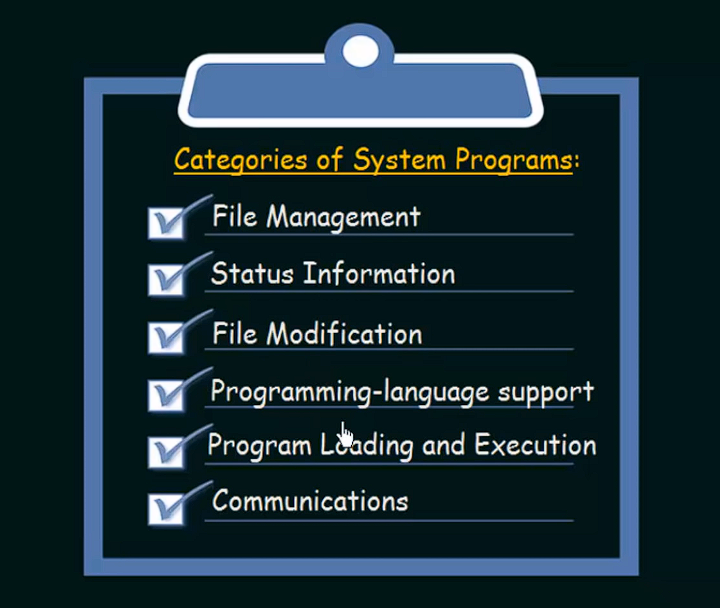 Categories of System Programs:
File Management
Status Information
File Modification
Programming-language support
Program Loading and Execution
Communications